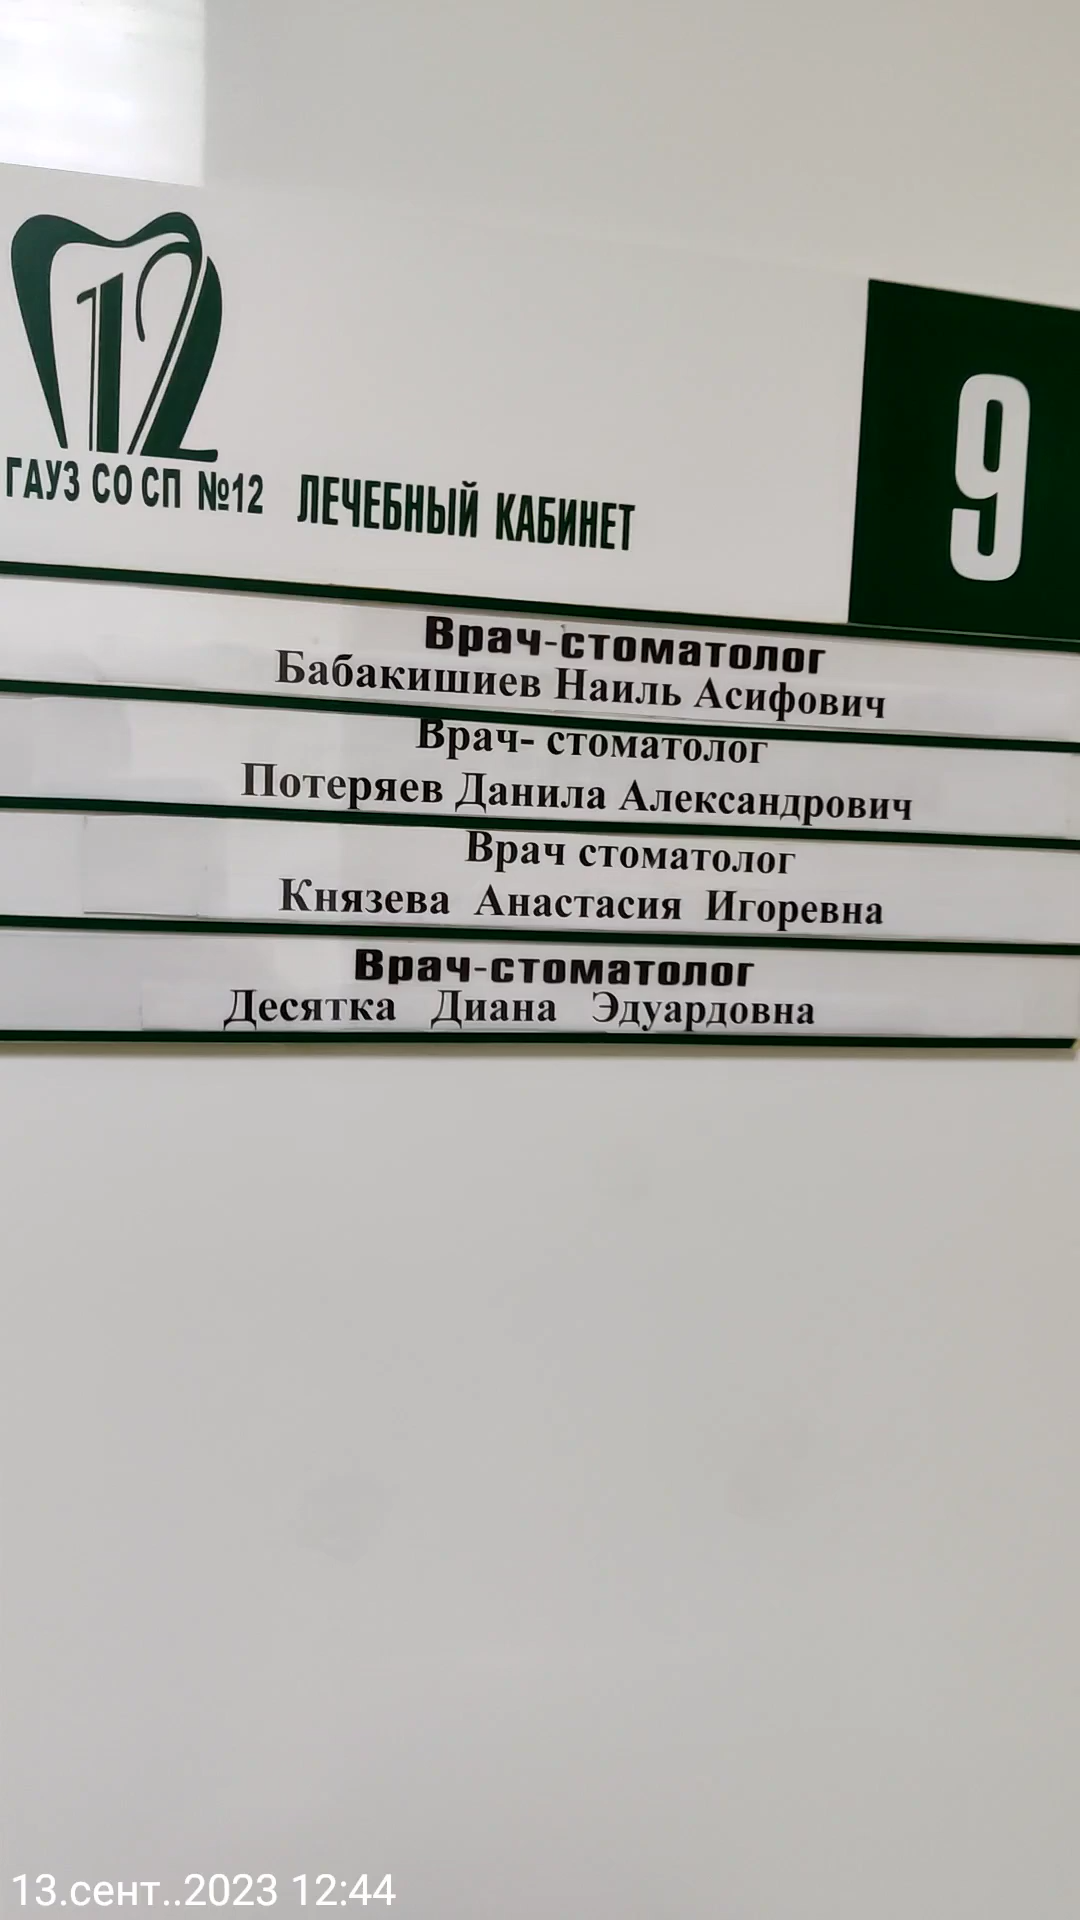 12
ГАУЗ СО СП №12 ЛЕЧЕБНЫЙ КАБИНЕТ
9
Врач-стоматолог
Бабакишиев Наиль Асифович
Врач- стоматолог
Потеряев Данила Александрович
Врач стоматолог
Князева Анастасия Игоревна
Врач-стоматолог
Десятка Диана Эдуардовна
13.сент..2023 12:44